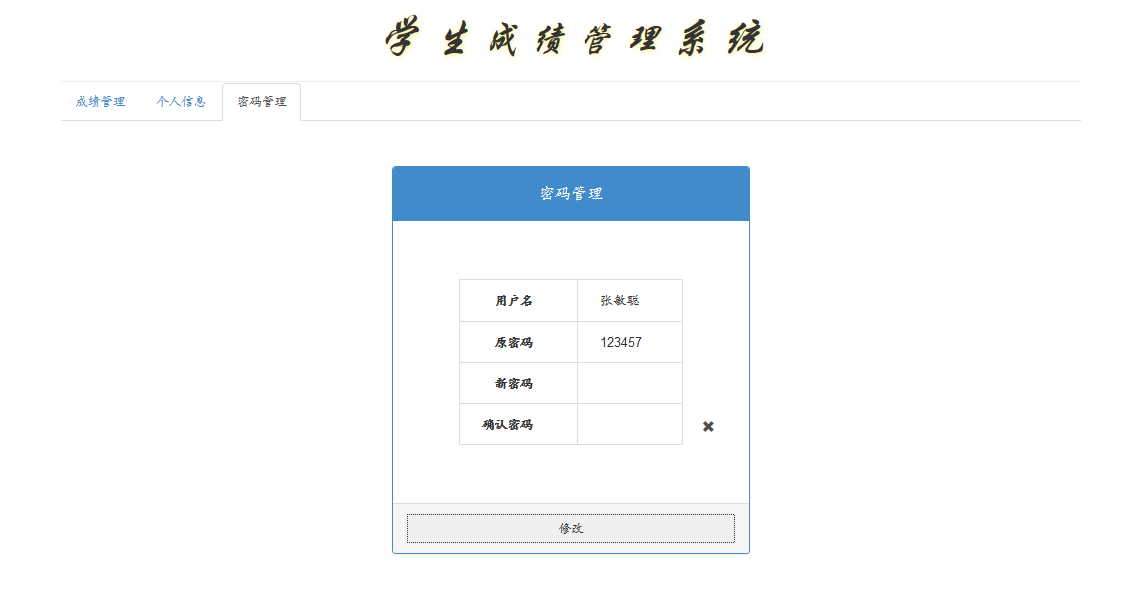 学生成绩管理系统
成绩管理 个人信息 密码管理
密码管理
用户名 张敏聪
原密码 123457
新密码
确认密码
修改